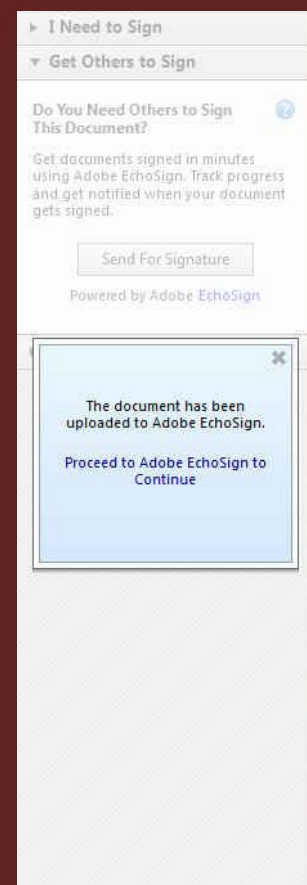 I Need to Sign
Get Others to Sign
Do You Need Others to Sign
This Document?
Get documents signed in minutes
using Adobe EchoSign. Track progress
and get notified when your document
gets signed.
Send For Signature
Powered by Adobe EchoSign
The document has been
uploaded to Adobe EchoSign.
Proceed to Adobe EchoSign to
Continue